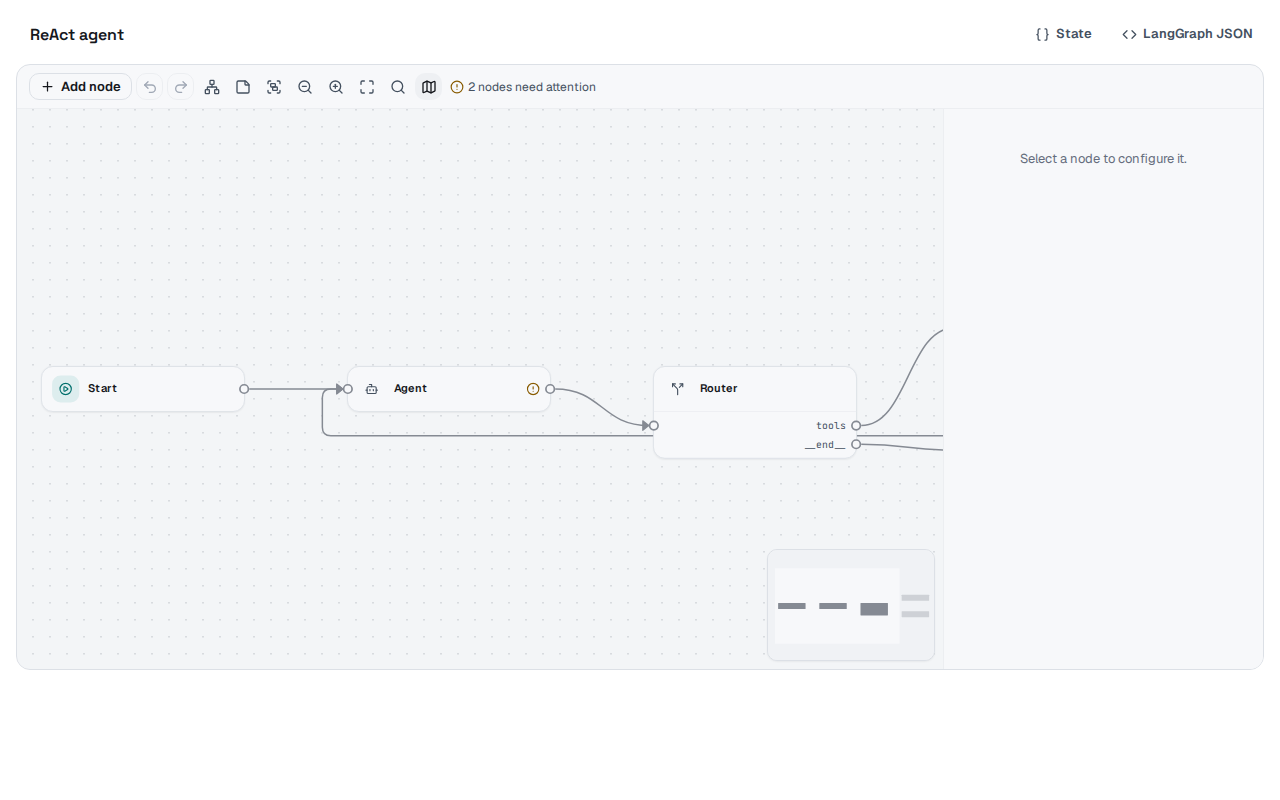 ReAct agent
State
LangGraph JSON
Add node
2 nodes need attention
Select a node to configure it.
Start
Agent
Router
tools
__end__